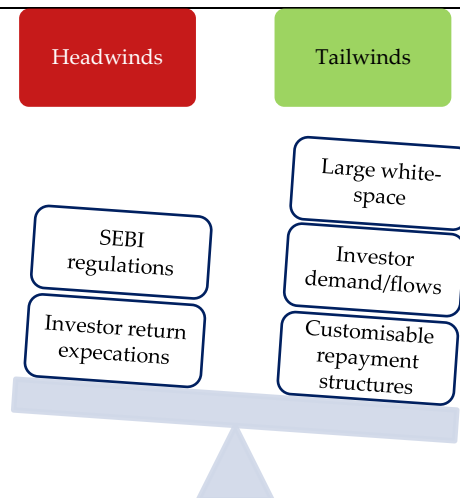 Headwinds
Tailwinds
SEBI
regulations
Investor return
expecations
Large white-
space
Investor
demand/flows
Customisable
repayment
structures